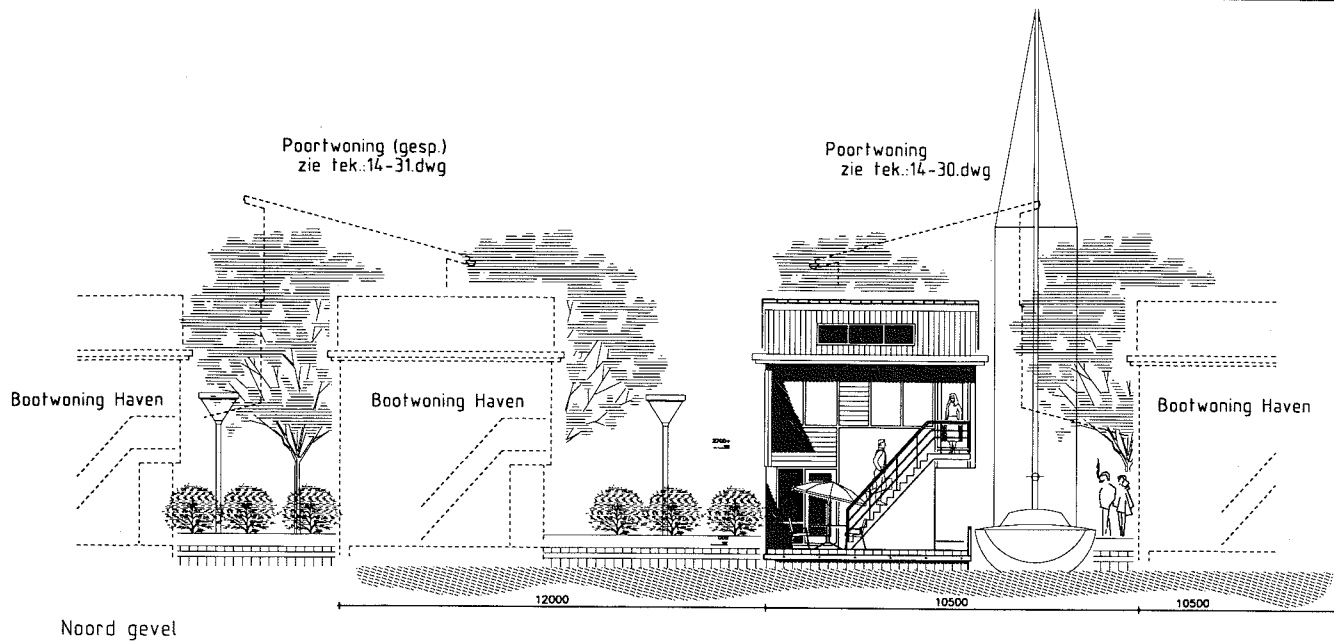 Poortwoning (gesp.)
zie tek.:14-31.dwg
Poortwoning
zie tek.:14-30.dwg
Bootwoning Haven
Bootwoning Haven
Bootwoning Haven
2700+
12000
10500
10500
Noord gevel